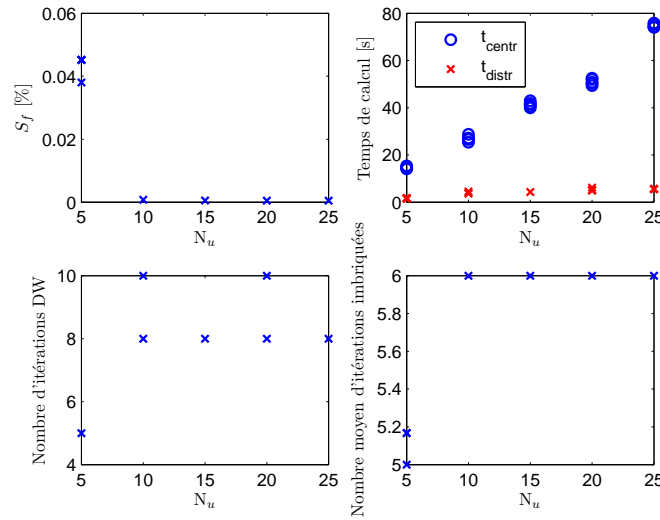 S_f [%]
0.06
0.04
0.02
0
5 10 15 20 25
N_u
Temps de calcul [s]
80
60
40
20
0
t_centr
t_distr
5 10 15 20 25
N_u
Nombre d'itérations DW
10
8
6
4
5 10 15 20 25
N_u
Nombre moyen d'itérations imbriquées
6
5.8
5.6
5.4
5.2
5
5 10 15 20 25
N_u